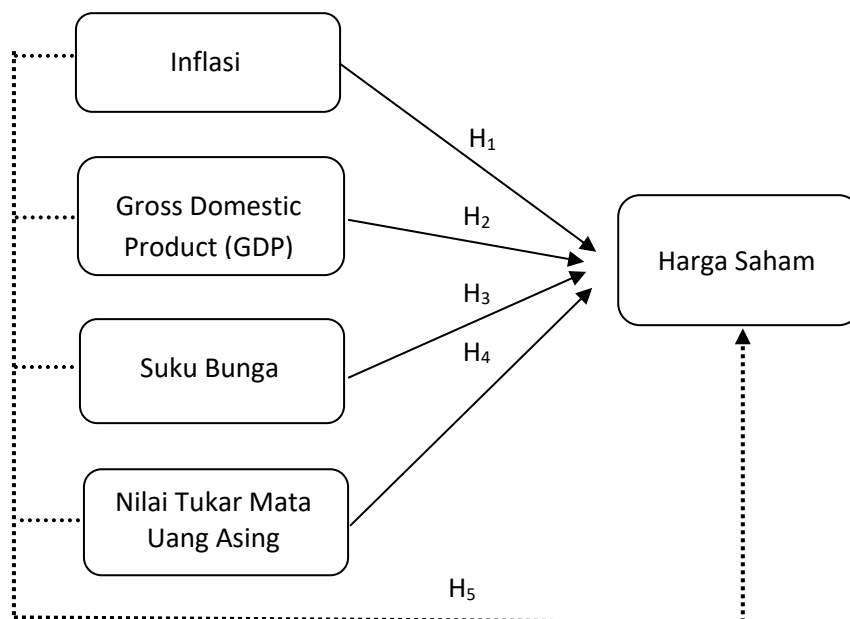 Inflasi
H₁
Gross Domestic
Product (GDP)
H₂
Harga Saham
H₃
Suku Bunga
H₄
Nilai Tukar Mata
Uang Asing
H₅